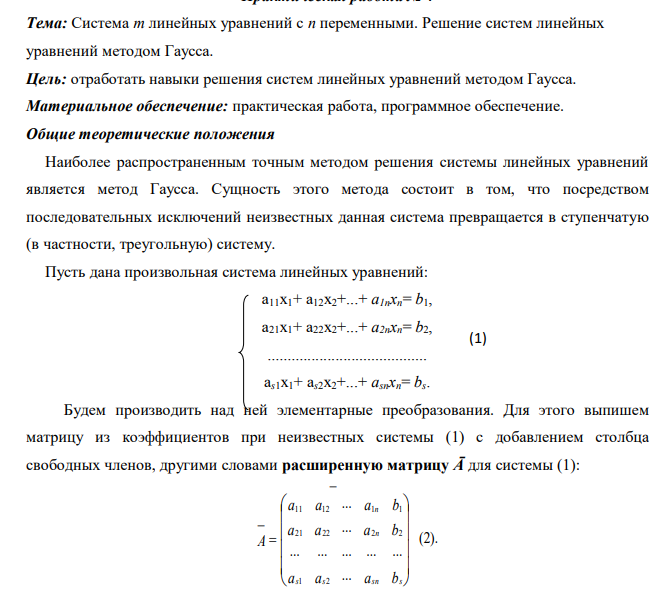 Тема: Система m линейных уравнений с n переменными. Решение систем линейных
уравнений методом Гаусса.
Цель: отработать навыки решения систем линейных уравнений методом Гаусса.
Материальное обеспечение: практическая работа, программное обеспечение.
Общие теоретические положения
Наиболее распространенным точным методом решения системы линейных уравнений
является метод Гаусса. Сущность этого метода состоит в том, что посредством
последовательных исключений неизвестных данная система превращается в ступенчатую
(в частности, треугольную) систему.
Пусть дана произвольная система линейных уравнений:
a11x1+ a12x2+...+ a1nxn= b1,
a21x1+ a22x2+...+ a2nxn= b2,
(1)
........................................
as1x1+ as2x2+...+ asnxn= bs.
Будем производить над ней элементарные преобразования. Для этого выпишем
матрицу из коэффициентов при неизвестных системы (1) с добавлением столбца
свободных членов, другими словами расширенную матрицу Ā для системы (1):
a11 a12 ... a1n b1
a21 a22 ... a2n b2
Ā = (2).
... ... ... ... ...
as1 as2 ... asn bs